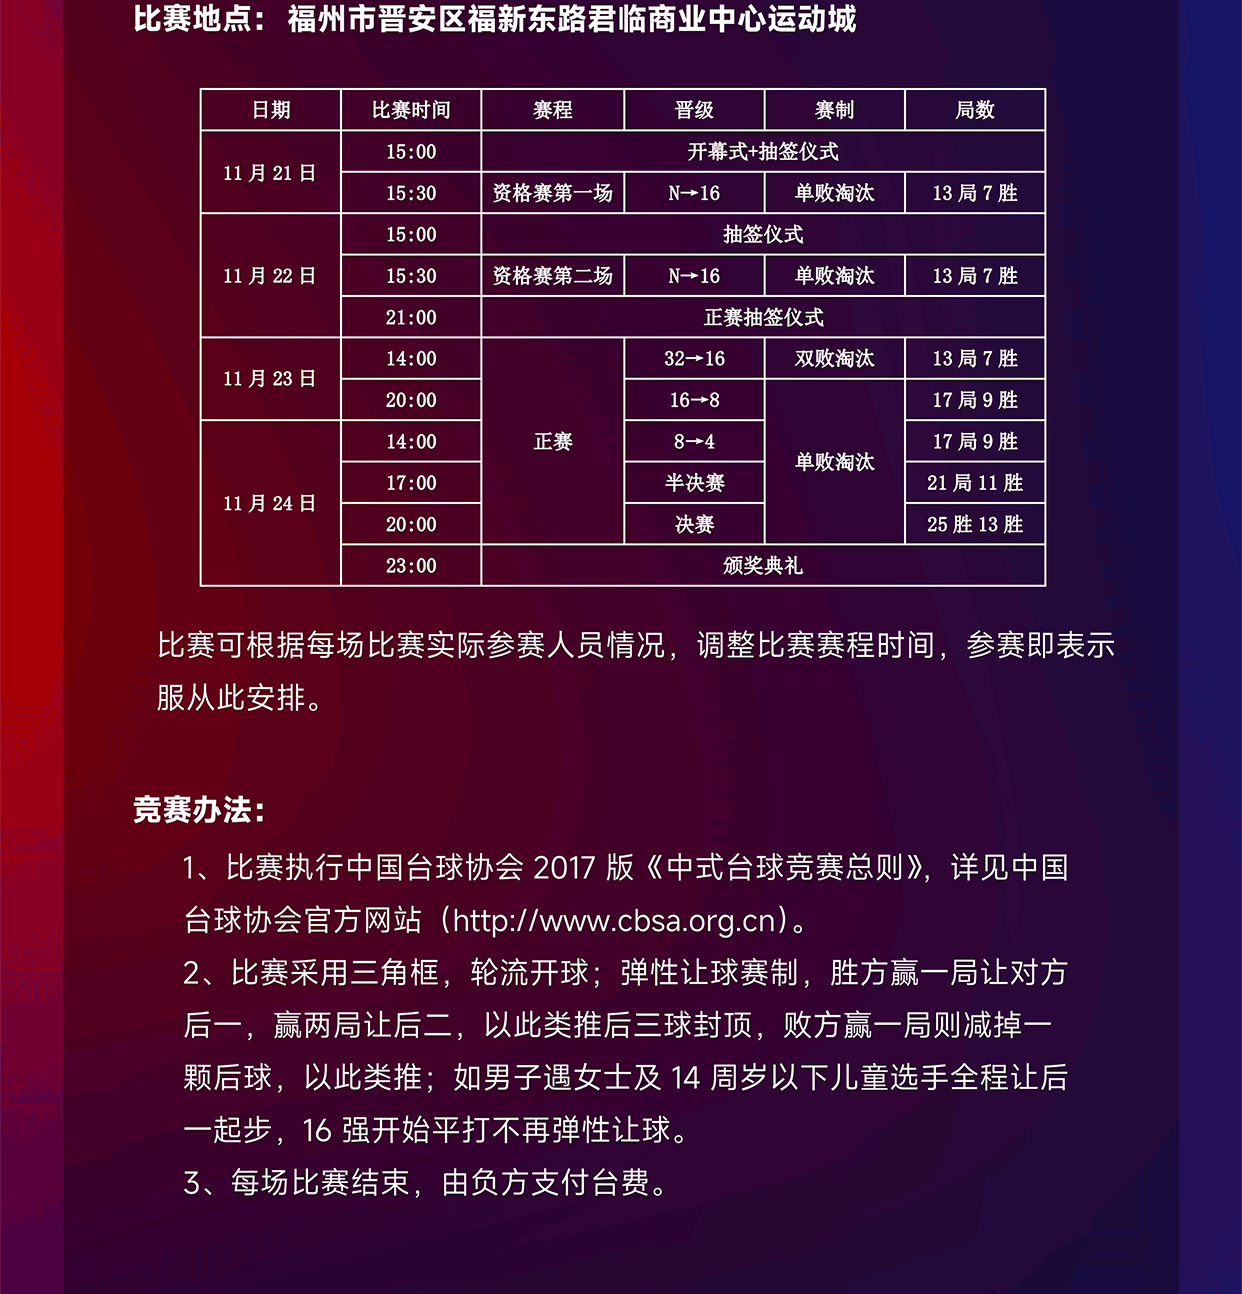 比赛地点：福州市晋安区福新东路君临商业中心运动城
日期 比赛时间 赛程 晋级 赛制 局数
11月21日 15:00 开幕式+抽签仪式
15:30 资格赛第一场 N→16 单败淘汰 13局7胜
11月22日 15:00 抽签仪式
15:30 资格赛第二场 N→16 单败淘汰 13局7胜
21:00 正赛抽签仪式
11月23日 14:00 正赛 32→16 双败淘汰 13局7胜
20:00 16→8 单败淘汰 17局9胜
11月24日 14:00 8→4 17局9胜
17:00 半决赛 21局11胜
20:00 决赛 25胜13胜
23:00 颁奖典礼
比赛可根据每场比赛实际参赛人员情况，调整比赛赛程时间，参赛即表示
服从此安排。
竞赛办法：
1、比赛执行中国台球协会2017版《中式台球竞赛总则》，详见中国
台球协会官方网站（http://www.cbsa.org.cn）。
2、比赛采用三角框，轮流开球；弹性让球赛制，胜方赢一局让对方
后一，赢两局让后二，以此类推后三球封顶，败方赢一局则减掉一
颗后球，以此类推；如男子遇女士及14周岁以下儿童选手全程让后
一起步，16强开始平打不再弹性让球。
3、每场比赛结束，由负方支付台费。